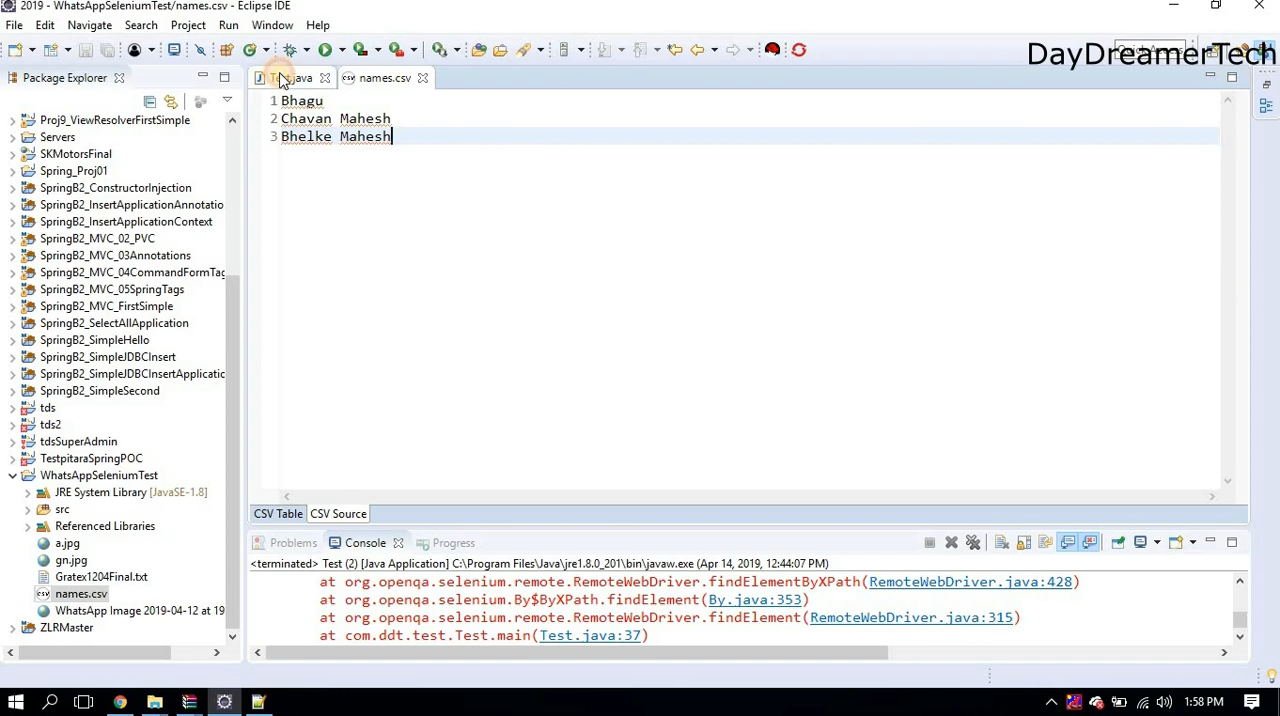 2019 - WhatsAppSeleniumTest/names.csv - Eclipse IDE
File Edit Navigate Search Project Run Window Help
DayDreamerTech
Package Explorer
names.csv
1 Bhagu
2 Chavan Mahesh
3 Bhelke Mahesh
Proj9_ViewResolverFirstSimple
Servers
SKMotorsFinal
Spring_Proj01
SpringB2_ConstructorInjection
SpringB2_InsertApplicationAnnotatio
SpringB2_InsertApplicationContext
SpringB2_MVC_02_PVC
SpringB2_MVC_03Annotations
SpringB2_MVC_04CommandFormTag
SpringB2_MVC_05SpringTags
SpringB2_MVC_FirstSimple
SpringB2_SelectAllApplication
SpringB2_SimpleHello
SpringB2_SimpleJDBCInsert
SpringB2_SimpleJDBCInsertApplicatio
SpringB2_SimpleSecond
tds
tds2
tdsSuperAdmin
TestpitaraSpringPOC
WhatsAppSeleniumTest
JRE System Library [JavaSE-1.8]
src
Referenced Libraries
a.jpg
gn.jpg
Gratex1204Final.txt
names.csv
WhatsApp Image 2019-04-12 at 19
ZLRMaster
CSV Table CSV Source
Problems Console Progress
<terminated> Test (2) [Java Application] C:\Program Files\Java\jre1.8.0_201\bin\javaw.exe (Apr 14, 2019, 12:44:07 PM)
at org.openqa.selenium.remote.RemoteWebDriver.findElementByXPath(RemoteWebDriver.java:428)
at org.openqa.selenium.By$ByXPath.findElement(By.java:353)
at org.openqa.selenium.remote.RemoteWebDriver.findElement(RemoteWebDriver.java:315)
at com.ddt.test.Test.main(Test.java:37)
1:58 PM